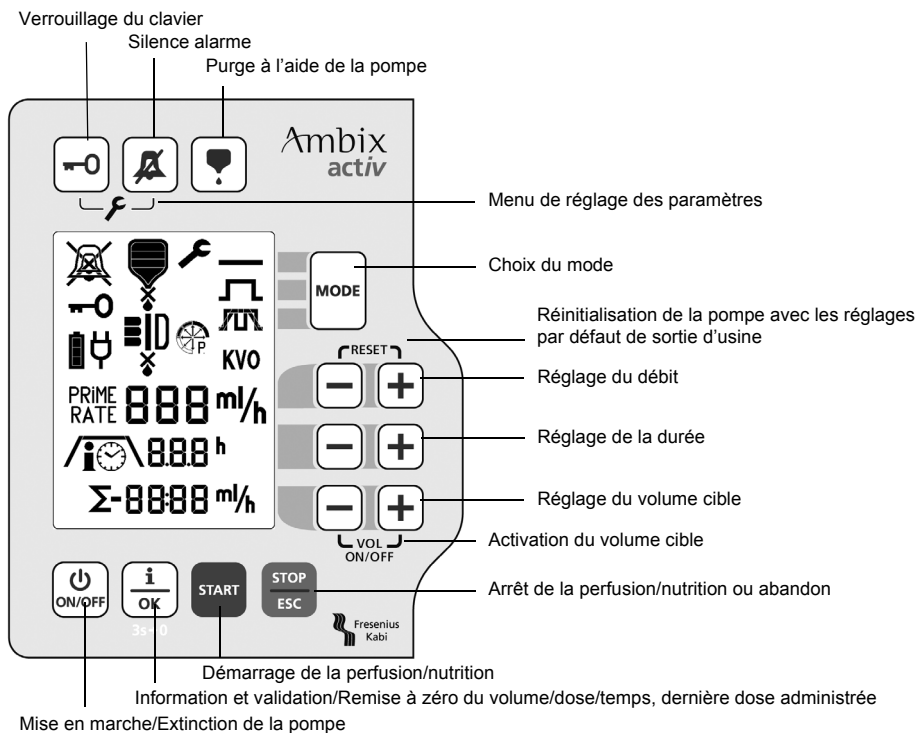 Verrouillage du clavier
Silence alarme
Purge à l'aide de la pompe
Ambix
activ
Menu de réglage des paramètres
Choix du mode
MODE
Réinitialisation de la pompe avec les réglages
par défaut de sortie d'usine
RESET
Réglage du débit
P.
KVO
PRiME
RATE 888 ml/h
Réglage de la durée
i 8.8.8 h
Réglage du volume cible
Σ-88:88 ml/h
VOL
ON/OFF
Activation du volume cible
ON/OFF
i
OK
3s→0
START
STOP
ESC
Arrêt de la perfusion/nutrition ou abandon
Fresenius
Kabi
Démarrage de la perfusion/nutrition
Information et validation/Remise à zéro du volume/dose/temps, dernière dose administrée
Mise en marche/Extinction de la pompe